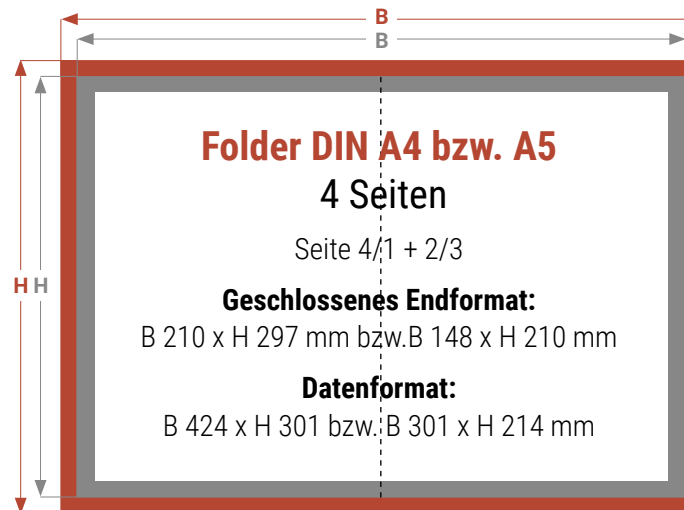 B
B
Folder DIN A4 bzw. A5
4 Seiten
Seite 4/1 + 2/3
H H
Geschlossenes Endformat:
B 210 x H 297 mm bzw.B 148 x H 210 mm
Datenformat:
B 424 x H 301 bzw. B 301 x H 214 mm